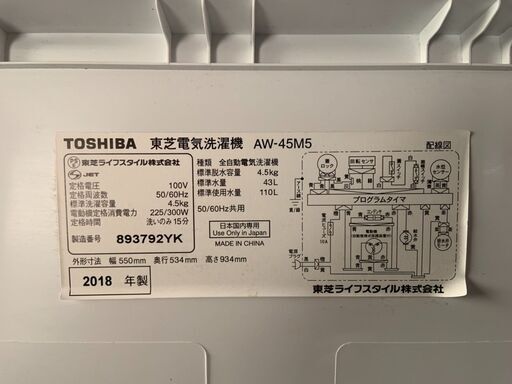 TOSHIBA 東芝電気洗濯機 AW-45M5 配線図
東芝ライフスタイル株式会社
JET
定格電圧 100V
定格周波数 50/60Hz
標準洗濯容量 4.5kg
電動機定格消費電力 225/300W
定格時間 洗いのみ 15分
製造番号 893792YK
種類 全自動電気洗濯機
標準脱水容量 4.5kg
標準水量 43L
標準使用水量 110L
50/60Hz共用
日本国内専用
Use Only in Japan
MADE IN CHINA
外形寸法 幅 550mm 奥行 534mm 高さ 934mm
2018 年製
回転センサ
プログラムタイマ
東芝ライフスタイル株式会社